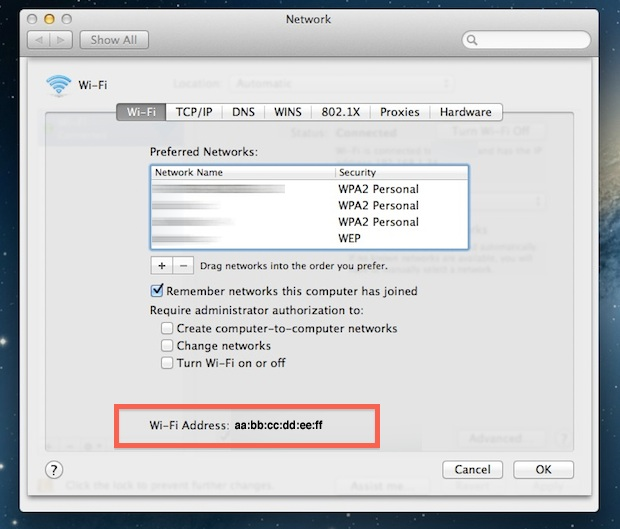 Network
Show All
Wi-Fi
Location: Automatic
Wi-Fi TCP/IP DNS WINS 802.1X Proxies Hardware
Status: Connected Turn Wi-Fi Off
Preferred Networks:
Network Name Security
WPA2 Personal
WPA2 Personal
WPA2 Personal
WEP
+ − Drag networks into the order you prefer.
Remember networks this computer has joined
Require administrator authorization to:
Create computer-to-computer networks
Change networks
Turn Wi-Fi on or off
Wi-Fi Address: aa:bb:cc:dd:ee:ff
Advanced ?
? Cancel OK
Click the lock to prevent further changes. Assist me... Revert Apply